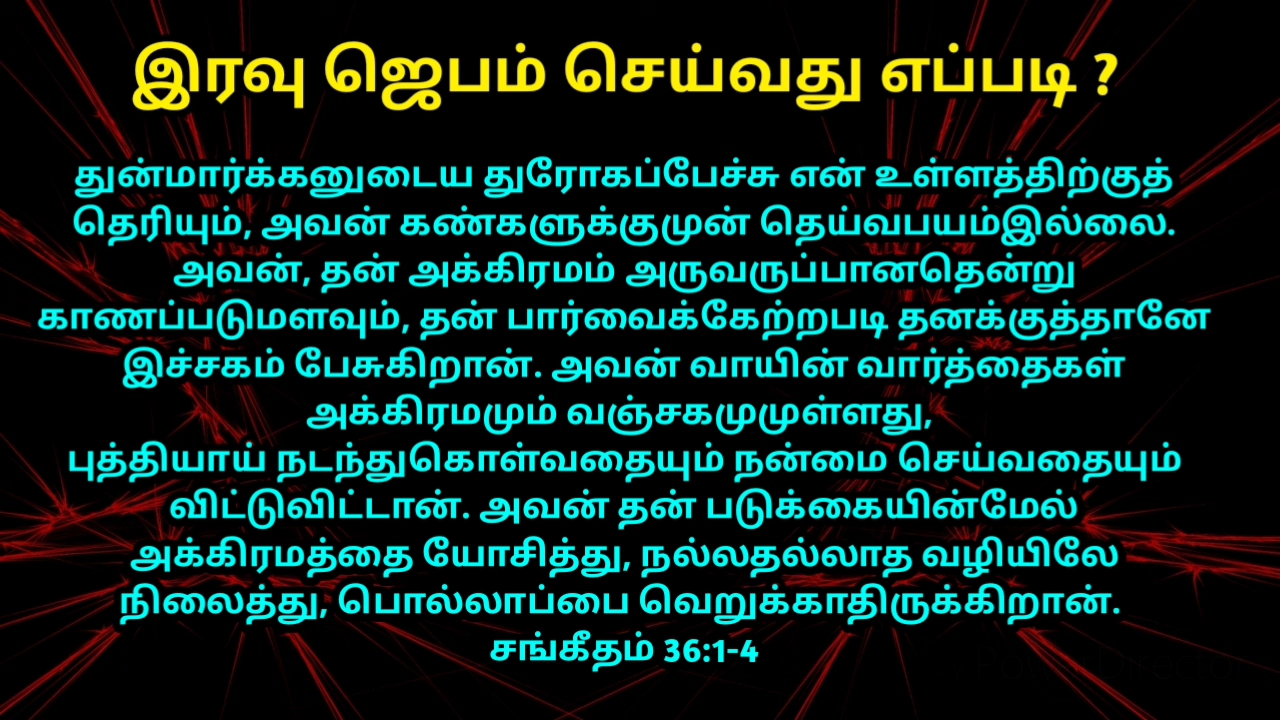 இரவு ஜெபம் செய்வது எப்படி ?
துன்மார்க்கனுடைய துரோகப்பேச்சு என் உள்ளத்திற்குத்
தெரியும், அவன் கண்களுக்குமுன் தெய்வபயம்இல்லை.
அவன், தன் அக்கிரமம் அருவருப்பானதென்று
காணப்படுமளவும், தன் பார்வைக்கேற்றபடி தனக்குத்தானே
இச்சகம் பேசுகிறான். அவன் வாயின் வார்த்தைகள்
அக்கிரமமும் வஞ்சகமுமுள்ளது,
புத்தியாய் நடந்துகொள்வதையும் நன்மை செய்வதையும்
விட்டுவிட்டான். அவன் தன் படுக்கையின்மேல்
அக்கிரமத்தை யோசித்து, நல்லதல்லாத வழியிலே
நிலைத்து, பொல்லாப்பை வெறுக்காதிருக்கிறான்.
சங்கீதம் 36:1-4
PowerDirector